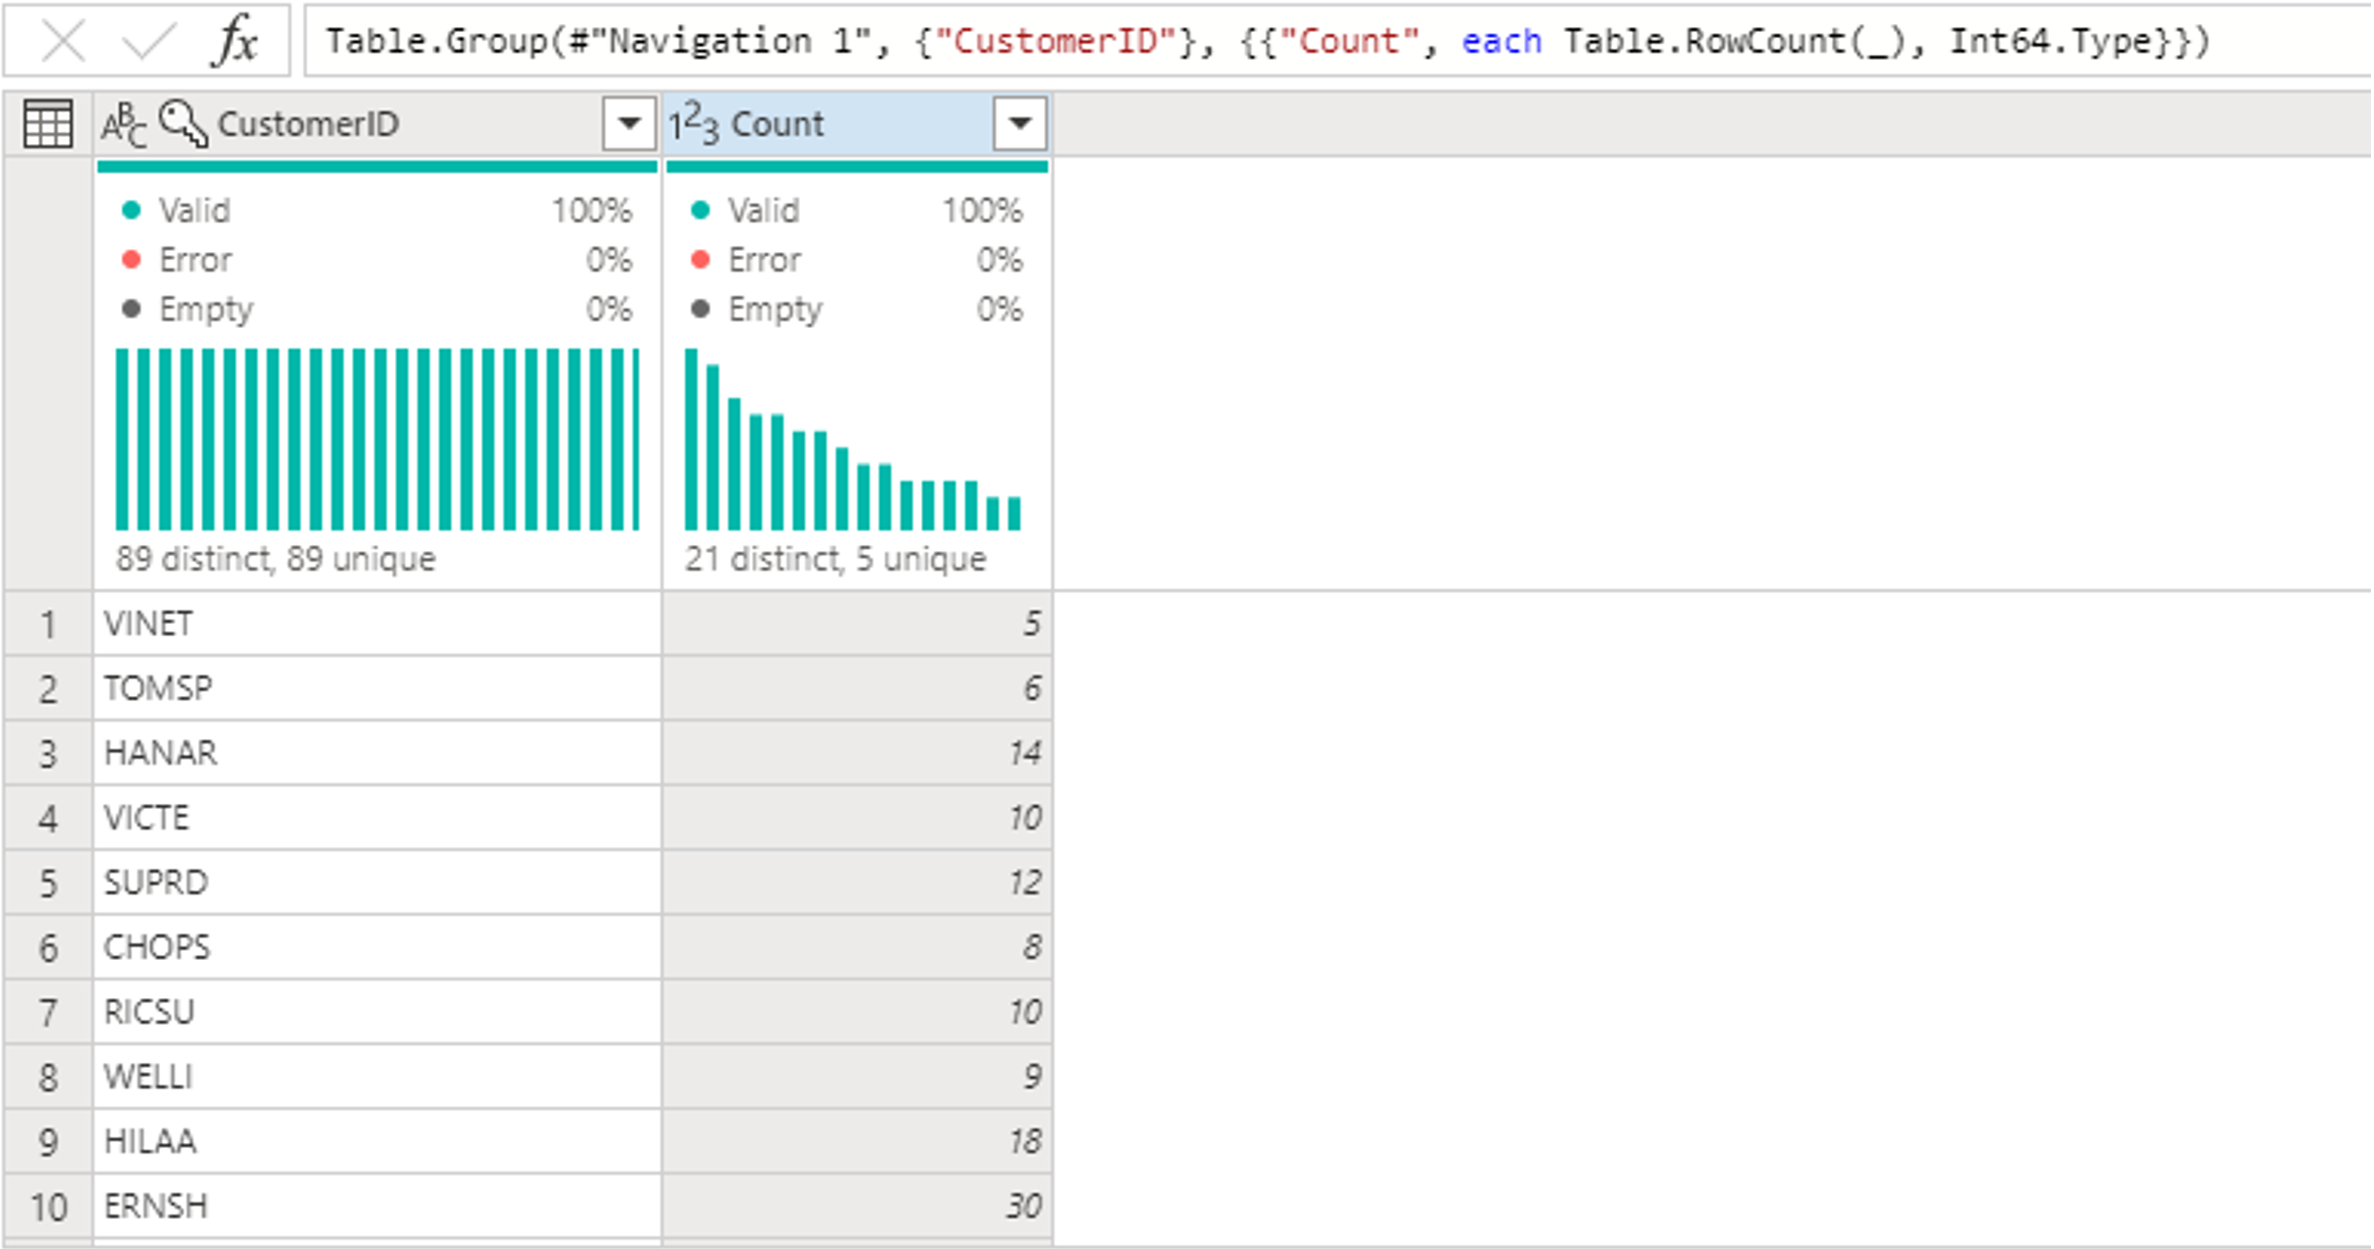 fx Table.Group(#"Navigation 1", {"CustomerID"}, {{"Count", each Table.RowCount(_), Int64.Type}})
ABC CustomerID 123 Count
Valid 100% Valid 100%
Error 0% Error 0%
Empty 0% Empty 0%
89 distinct, 89 unique 21 distinct, 5 unique
1 VINET 5
2 TOMSP 6
3 HANAR 14
4 VICTE 10
5 SUPRD 12
6 CHOPS 8
7 RICSU 10
8 WELLI 9
9 HILAA 18
10 ERNSH 30